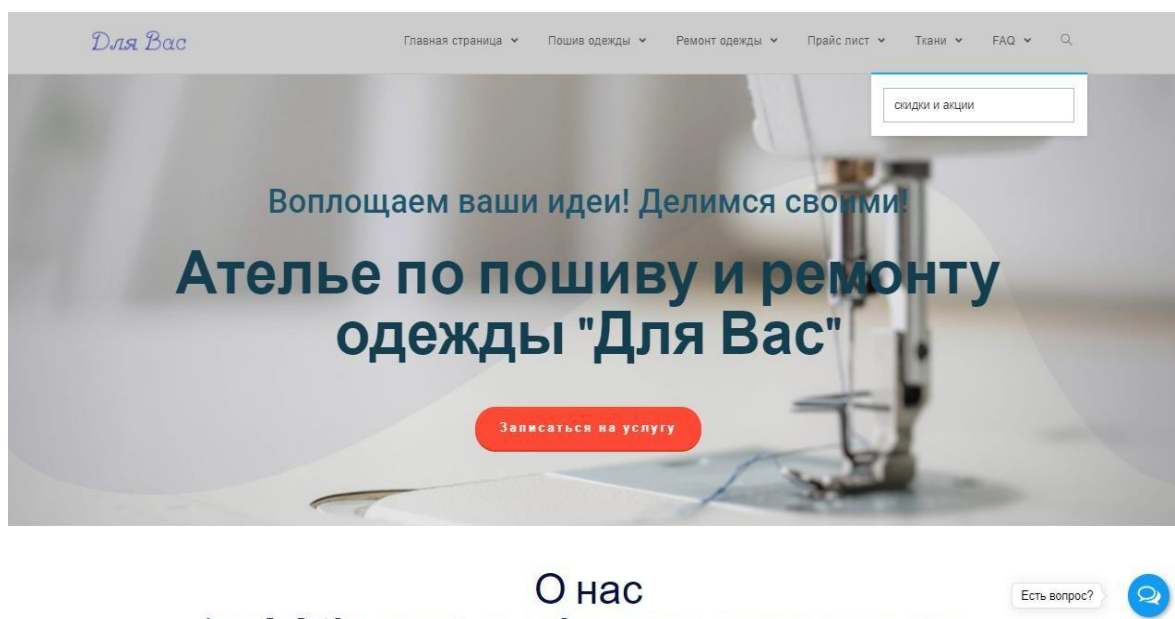 Для Вас
Главная страница Пошив одежды Ремонт одежды Прайс лист Ткани FAQ
скидки и акции
Воплощаем ваши идеи! Делимся своими!
Ателье по пошиву и ремонту
одежды "Для Вас"
Записаться на услугу
О нас
Есть вопрос?